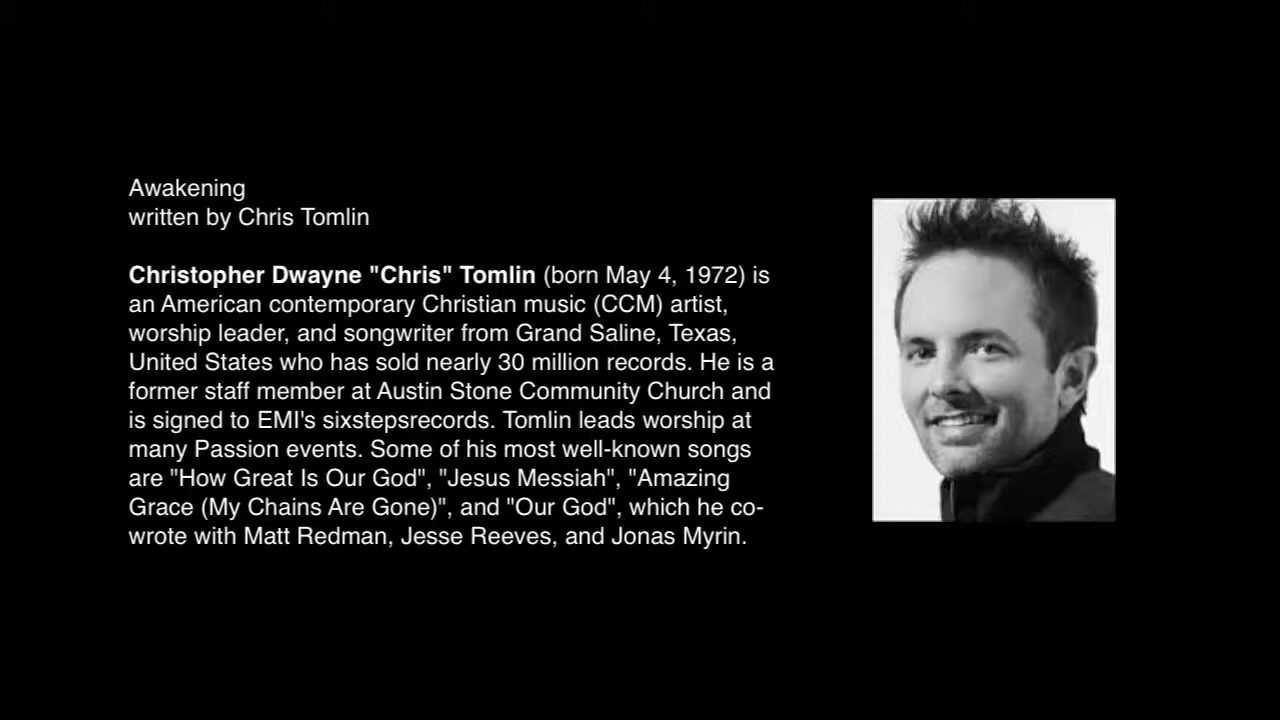 Awakening
written by Chris Tomlin
Christopher Dwayne "Chris" Tomlin (born May 4, 1972) is
an American contemporary Christian music (CCM) artist,
worship leader, and songwriter from Grand Saline, Texas,
United States who has sold nearly 30 million records. He is a
former staff member at Austin Stone Community Church and
is signed to EMI's sixstepsrecords. Tomlin leads worship at
many Passion events. Some of his most well-known songs
are "How Great Is Our God", "Jesus Messiah", "Amazing
Grace (My Chains Are Gone)", and "Our God", which he co-
wrote with Matt Redman, Jesse Reeves, and Jonas Myrin.